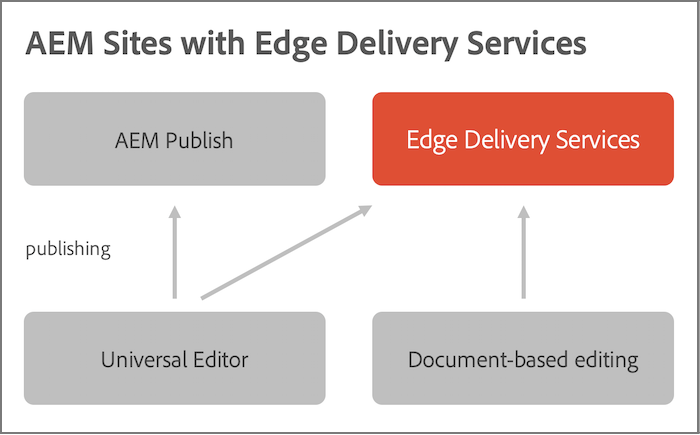 AEM Sites with Edge Delivery Services
AEM Publish
Edge Delivery Services
publishing
Universal Editor
Document-based editing